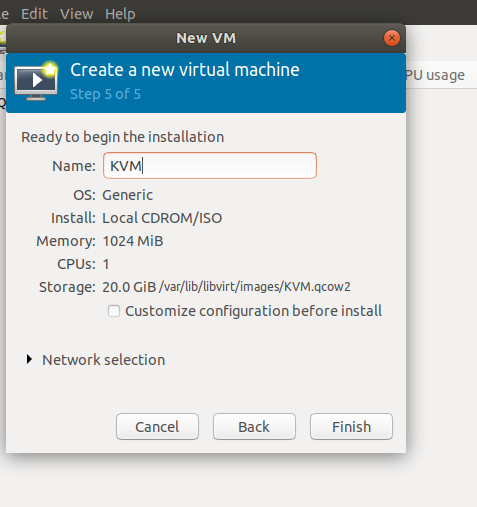 Edit View Help
New VM
Create a new virtual machine
Step 5 of 5
PU usage
Ready to begin the installation
Name: KVM
OS: Generic
Install: Local CDROM/ISO
Memory: 1024 MiB
CPUs: 1
Storage: 20.0 GiB /var/lib/libvirt/images/KVM.qcow2
Customize configuration before install
Network selection
Cancel Back Finish